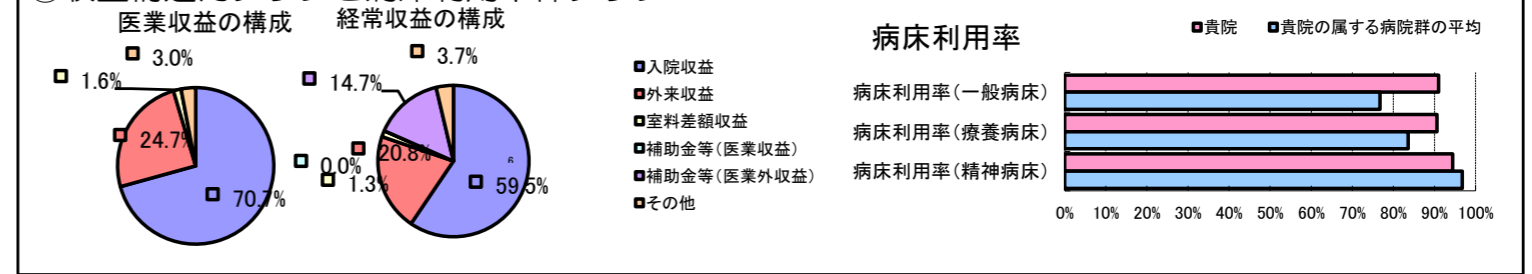 医業収益の構成
3.0%
1.6%
24.7%
70.7%
経常収益の構成
3.7%
14.7%
20.8%
0.0%
1.3%
59.5%
入院収益
外来収益
室料差額収益
補助金等(医業収益)
補助金等(医業外収益)
その他
病床利用率
貴院 貴院の属する病院群の平均
病床利用率(一般病床)
病床利用率(療養病床)
病床利用率(精神病床)
0% 10% 20% 30% 40% 50% 60% 70% 80% 90% 100%